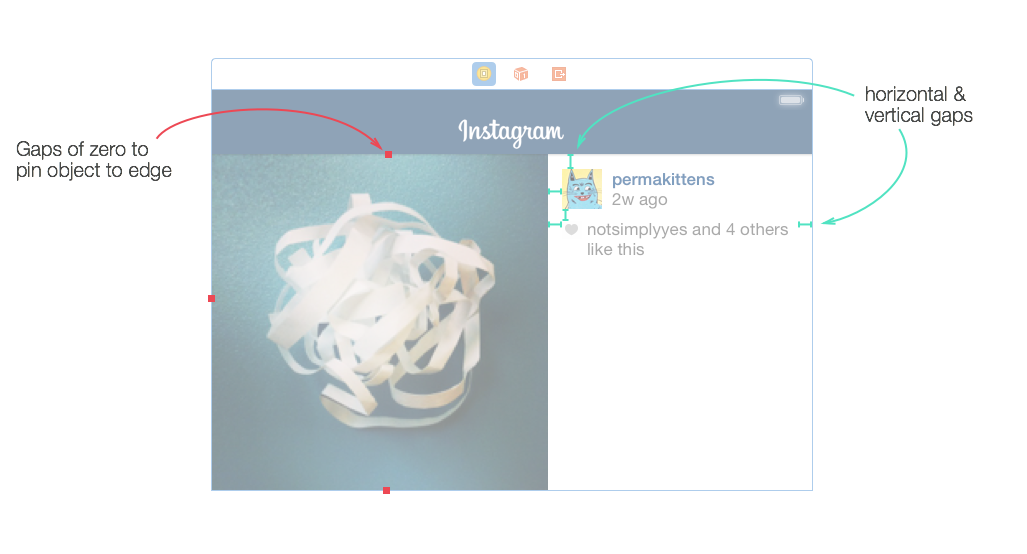 Instagram
Gaps of zero to
pin object to edge
horizontal &
vertical gaps
permakittens
2w ago
notsimplyyes and 4 others
like this